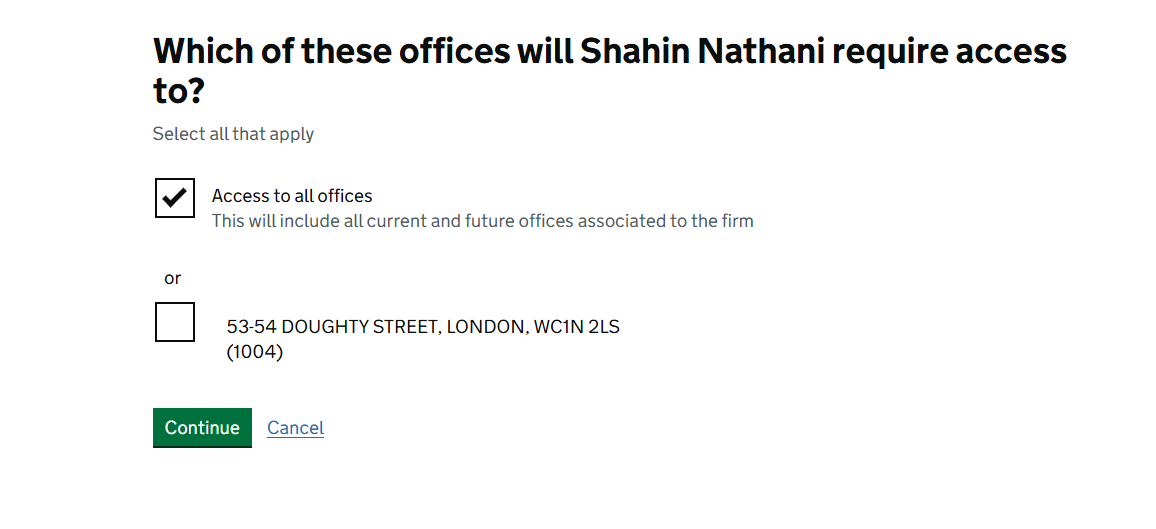 Which of these offices will Shahin Nathani require access
to?
Select all that apply
Access to all offices
This will include all current and future offices associated to the firm
or
53-54 DOUGHTY STREET, LONDON, WC1N 2LS
(1004)
Continue Cancel